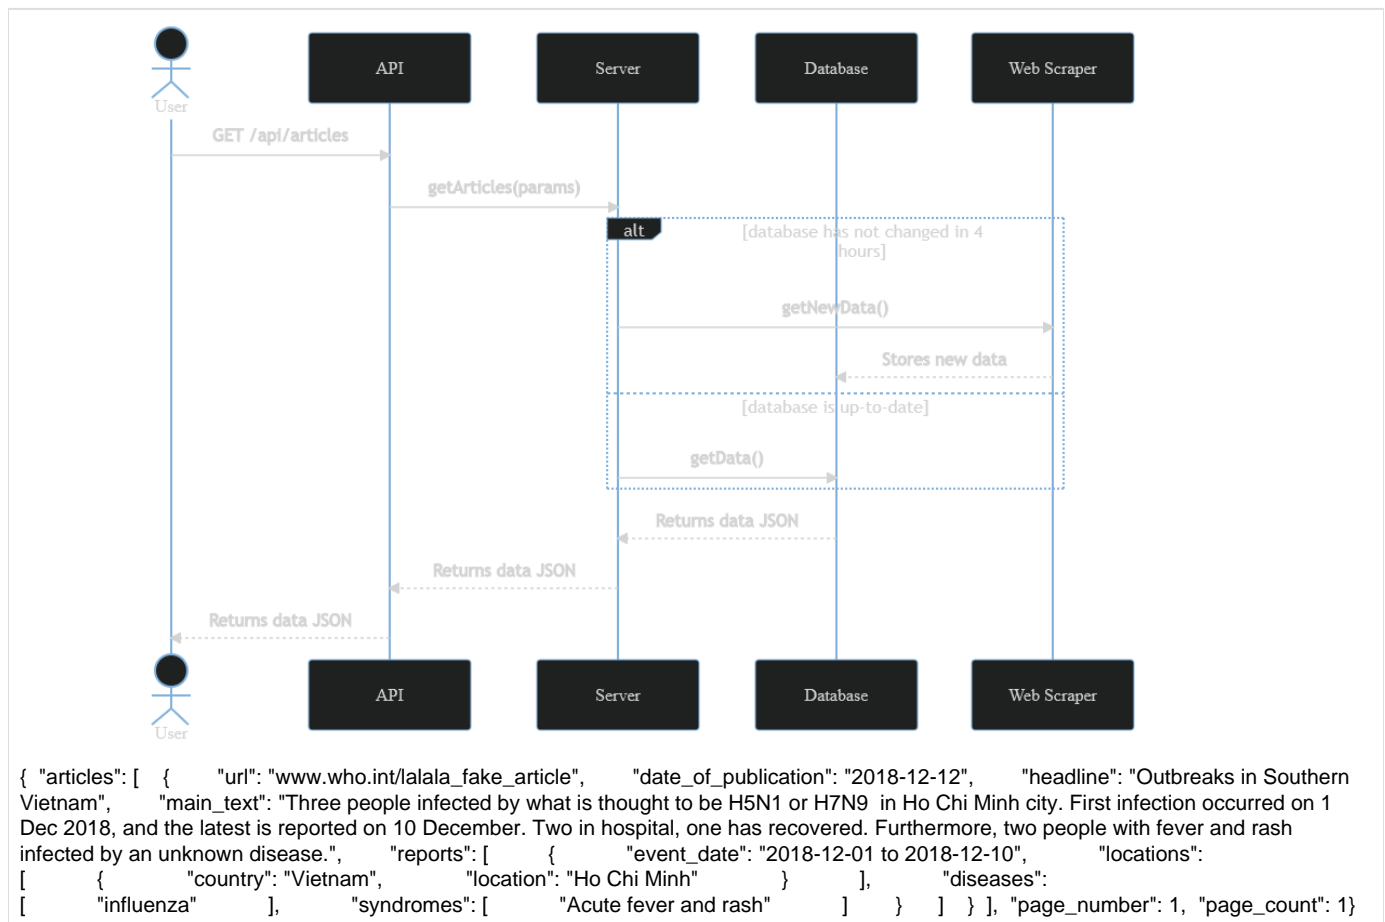 API
Server
Database
Web Scraper
User
GET /api/articles
getArticles(params)
alt
[database has not changed in 4
hours]
getNewData()
Stores new data
[database is up-to-date]
getData()
Returns data JSON
Returns data JSON
Returns data JSON
API
Server
Database
Web Scraper
User
{ "articles": [ { "url": "www.who.int/lalala_fake_article", "date_of_publication": "2018-12-12", "headline": "Outbreaks in Southern
Vietnam", "main_text": "Three people infected by what is thought to be H5N1 or H7N9 in Ho Chi Minh city. First infection occurred on 1
Dec 2018, and the latest is reported on 10 December. Two in hospital, one has recovered. Furthermore, two people with fever and rash
infected by an unknown disease.", "reports": [ { "event_date": "2018-12-01 to 2018-12-10", "locations":
[ { "country": "Vietnam", "location": "Ho Chi Minh" } ], "diseases":
[ "influenza" ], "syndromes": [ "Acute fever and rash" ] } ] } ], "page_number": 1, "page_count": 1}